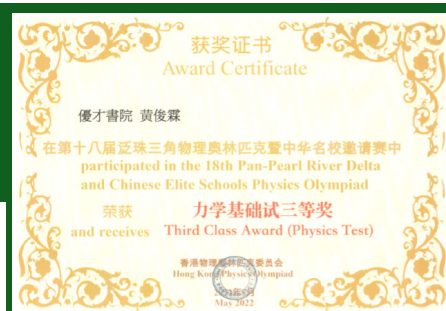 获奖证书
Award Certificate
優才書院 黄俊霖
在第十八届泛珠三角物理奥林匹克暨中华名校邀请赛中
participated in the 18th Pan-Pearl River Delta
and Chinese Elite Schools Physics Olympiad
荣获 力学基础试三等奖
and receives Third Class Award (Physics Test)
香港物理奥林匹克委员会
Hong Kong Physics Olympiad
May 2022